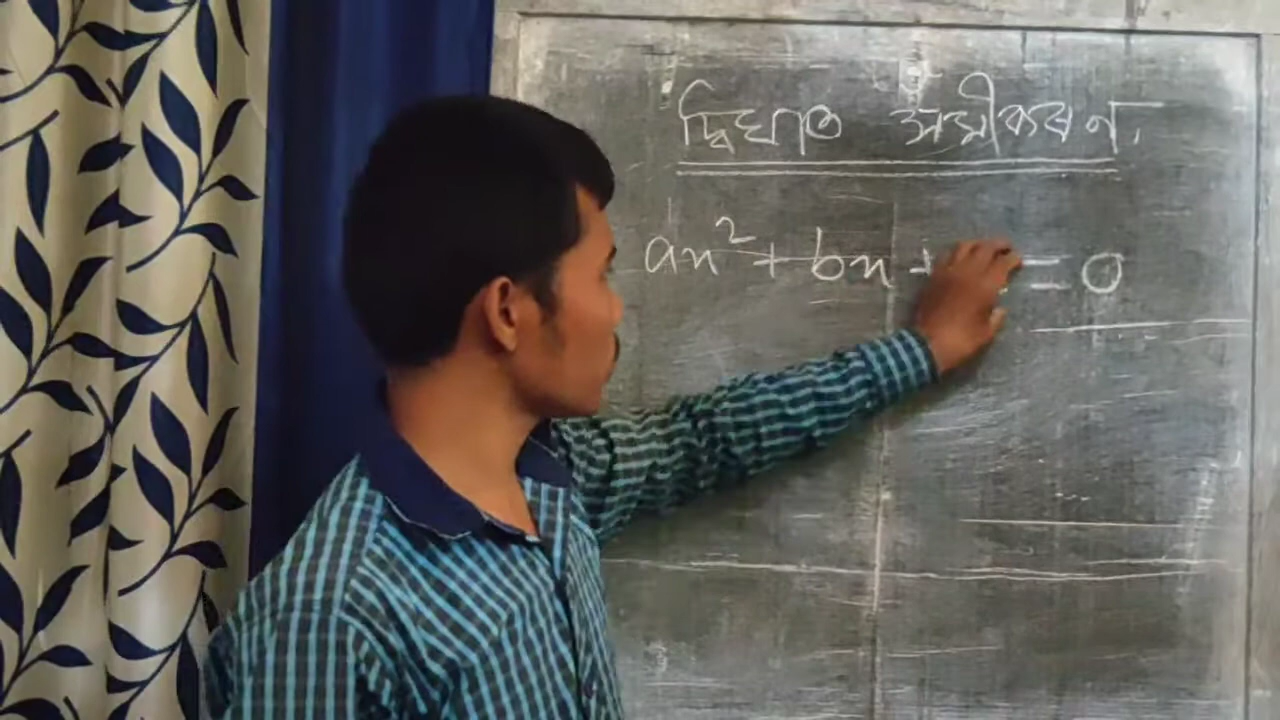 দ্বিঘাত সমীকৰণ.
ax² + bx + = 0